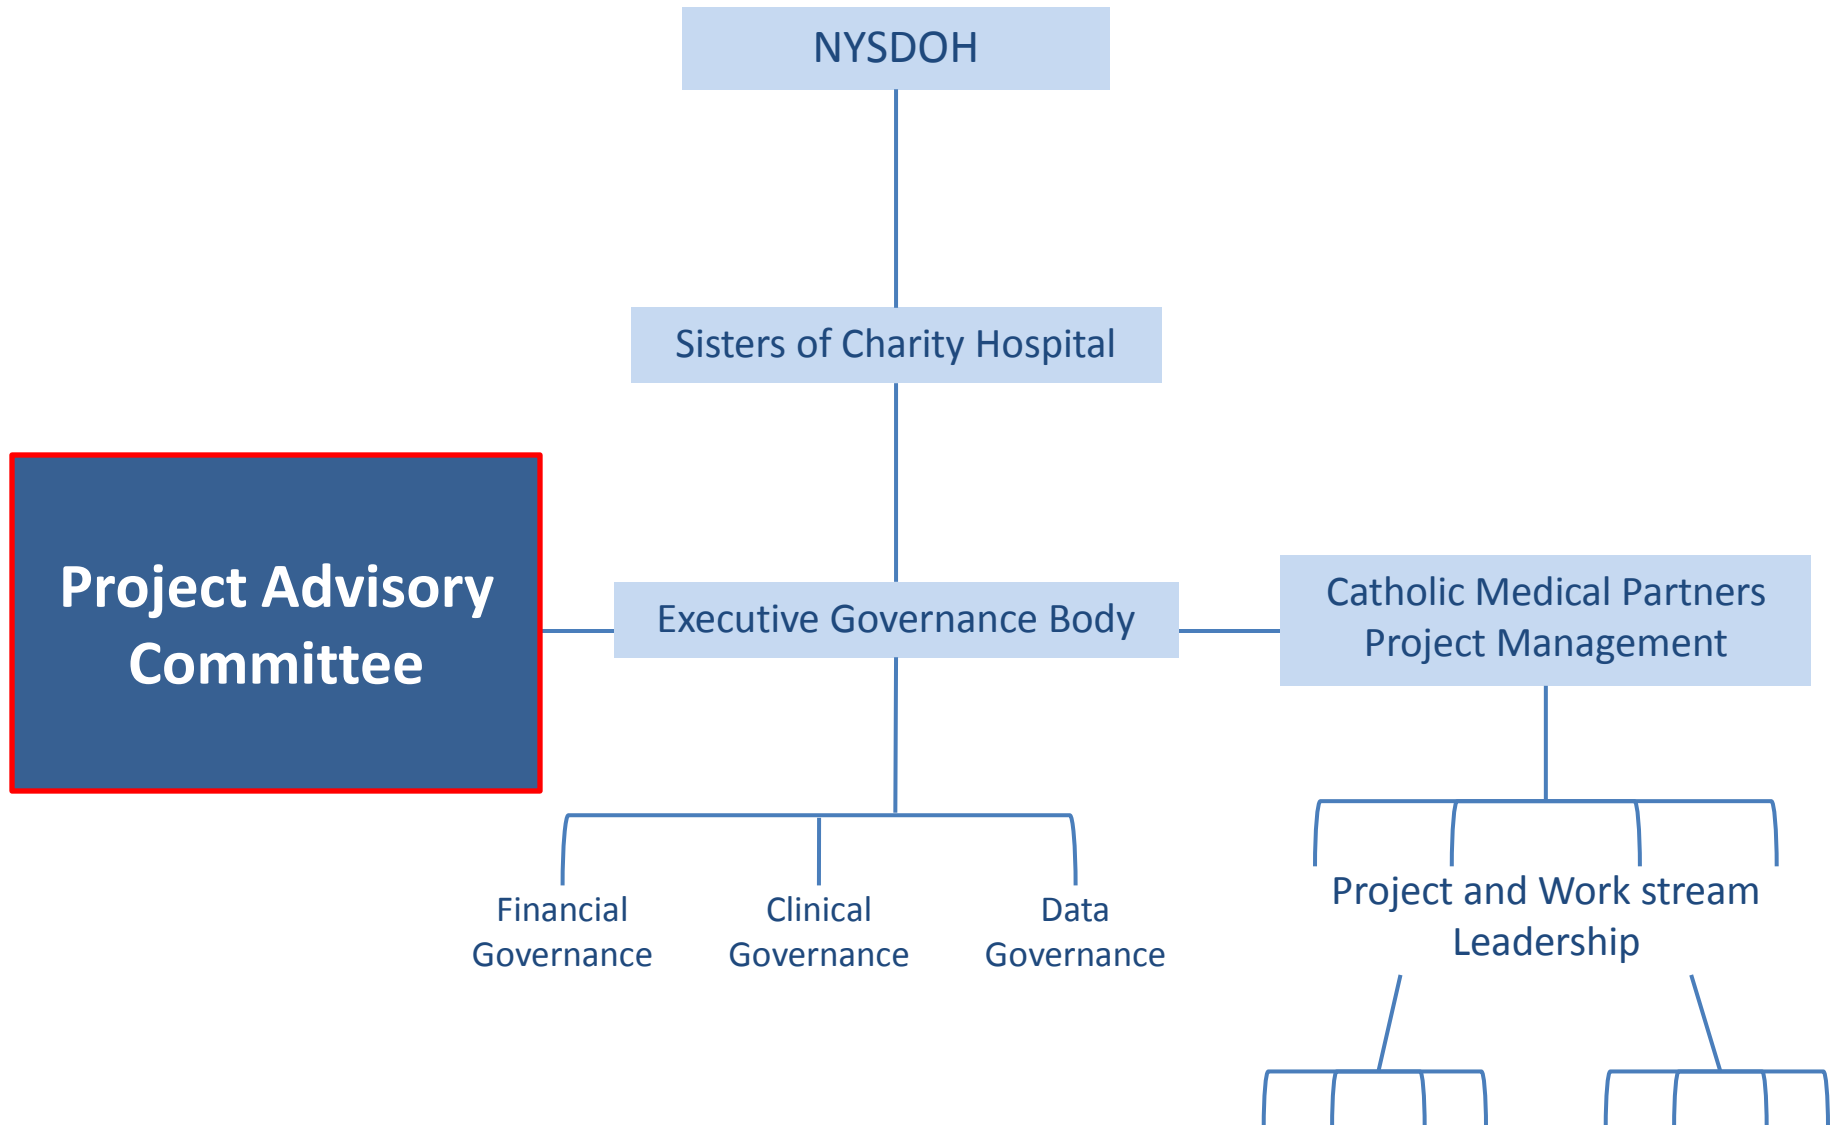 NYSDOH
Sisters of Charity Hospital
Project Advisory
Committee
Executive Governance Body
Catholic Medical Partners
Project Management
Financial
Governance
Clinical
Governance
Data
Governance
Project and Work stream
Leadership